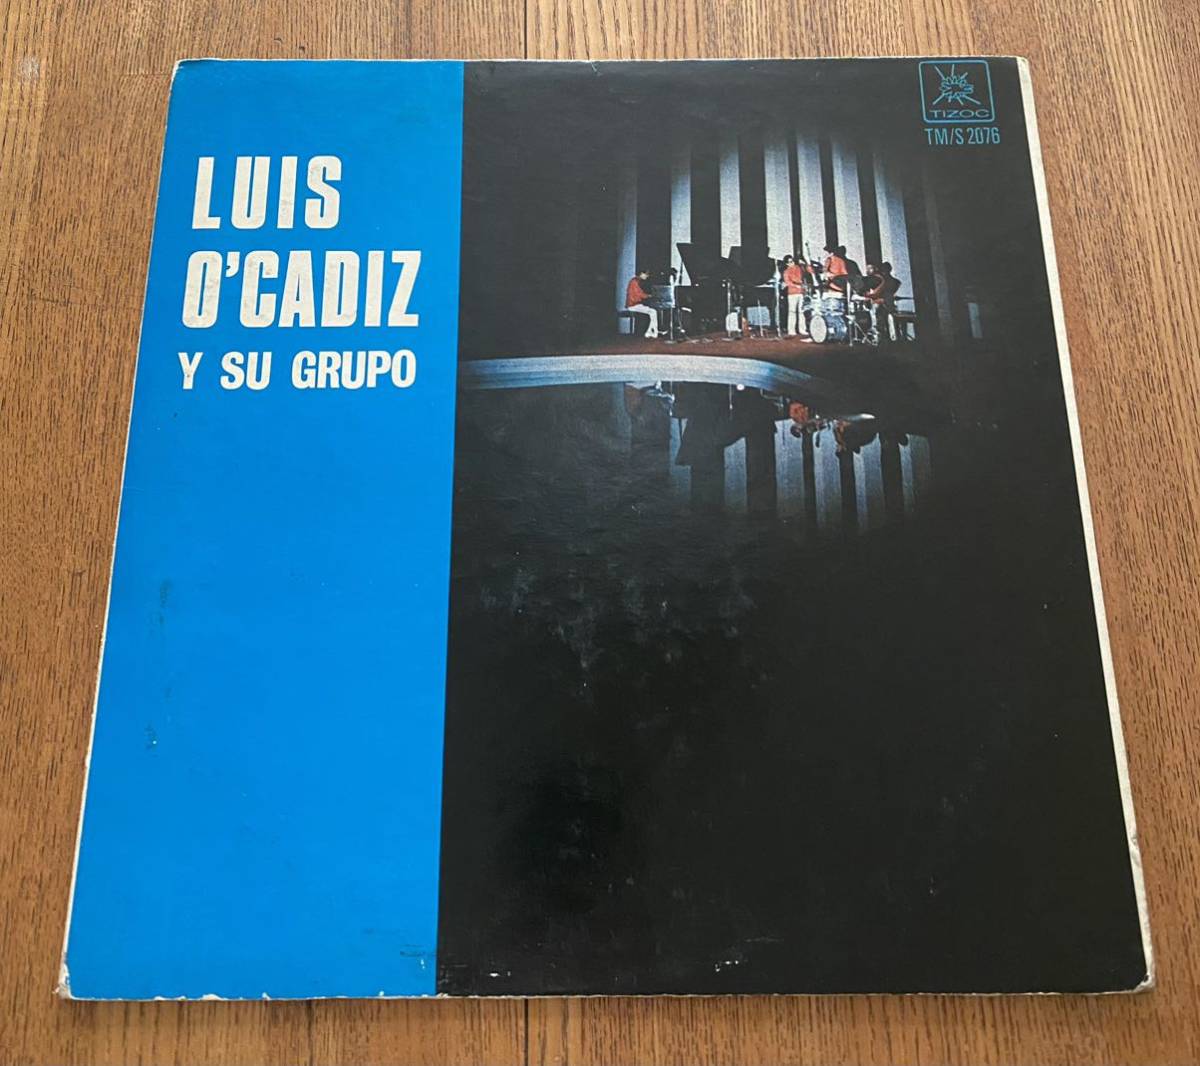 LUIS
O'CADIZ
Y SU GRUPO
TIZOC
TM/S 2076